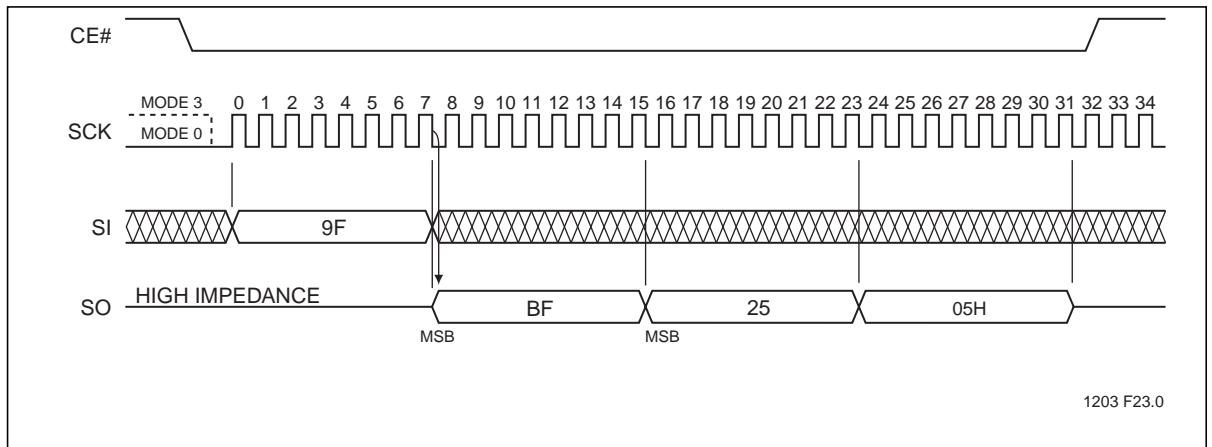 CE#
MODE 3 0 1 2 3 4 5 6 7 8 9 10 11 12 13 14 15 16 17 18 19 20 21 22 23 24 25 26 27 28 29 30 31 32 33 34
SCK MODE 0
SI 9F
HIGH IMPEDANCE
SO BF 25 05H
MSB MSB
1203 F23.0